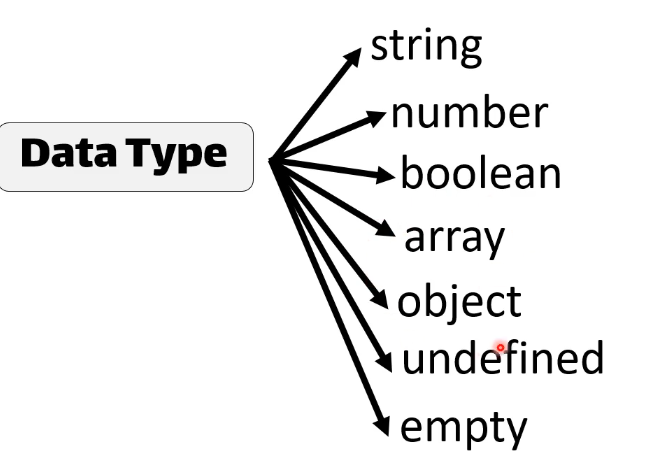 Data Type
string
number
boolean
array
object
undefined
empty